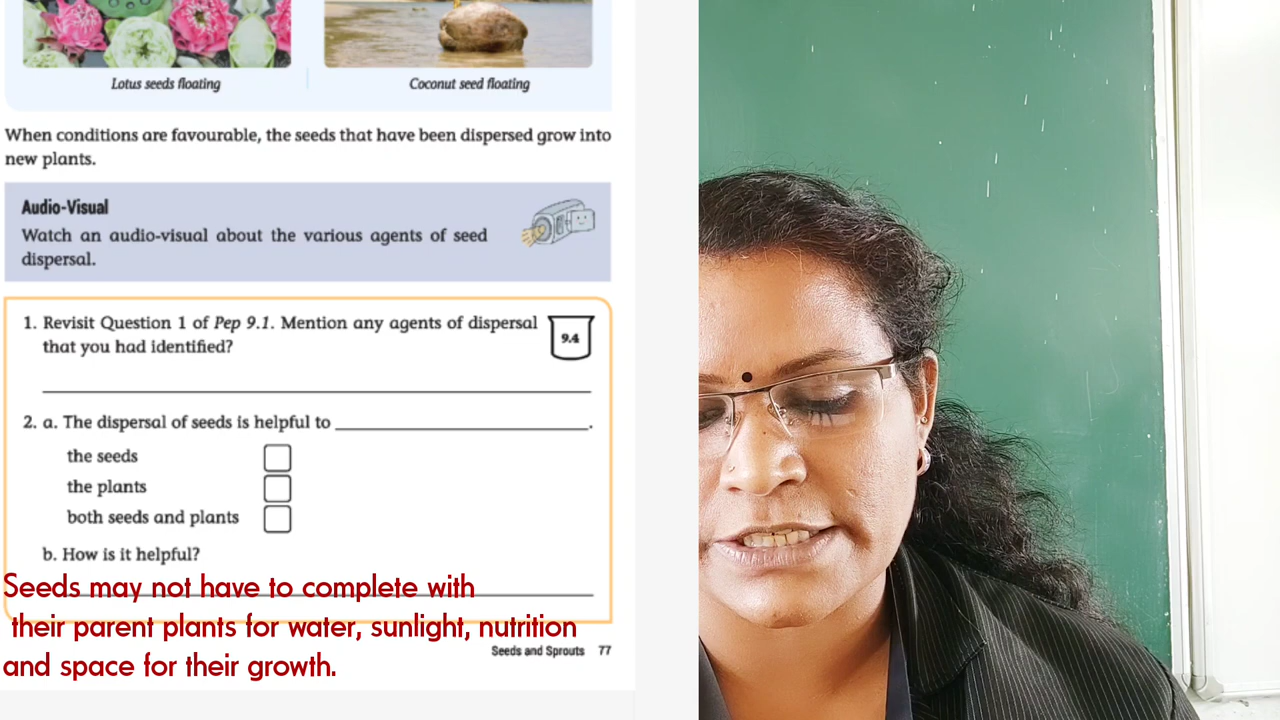 Lotus seeds floating
Coconut seed floating
When conditions are favourable, the seeds that have been dispersed grow into
new plants.
Audio-Visual
Watch an audio-visual about the various agents of seed
dispersal.
1. Revisit Question 1 of Pep 9.1. Mention any agents of dispersal
that you had identified?
9.4
2. a. The dispersal of seeds is helpful to ______________.
the seeds
the plants
both seeds and plants
b. How is it helpful?
Seeds may not have to complete with
their parent plants for water, sunlight, nutrition
and space for their growth.
Seeds and Sprouts 77